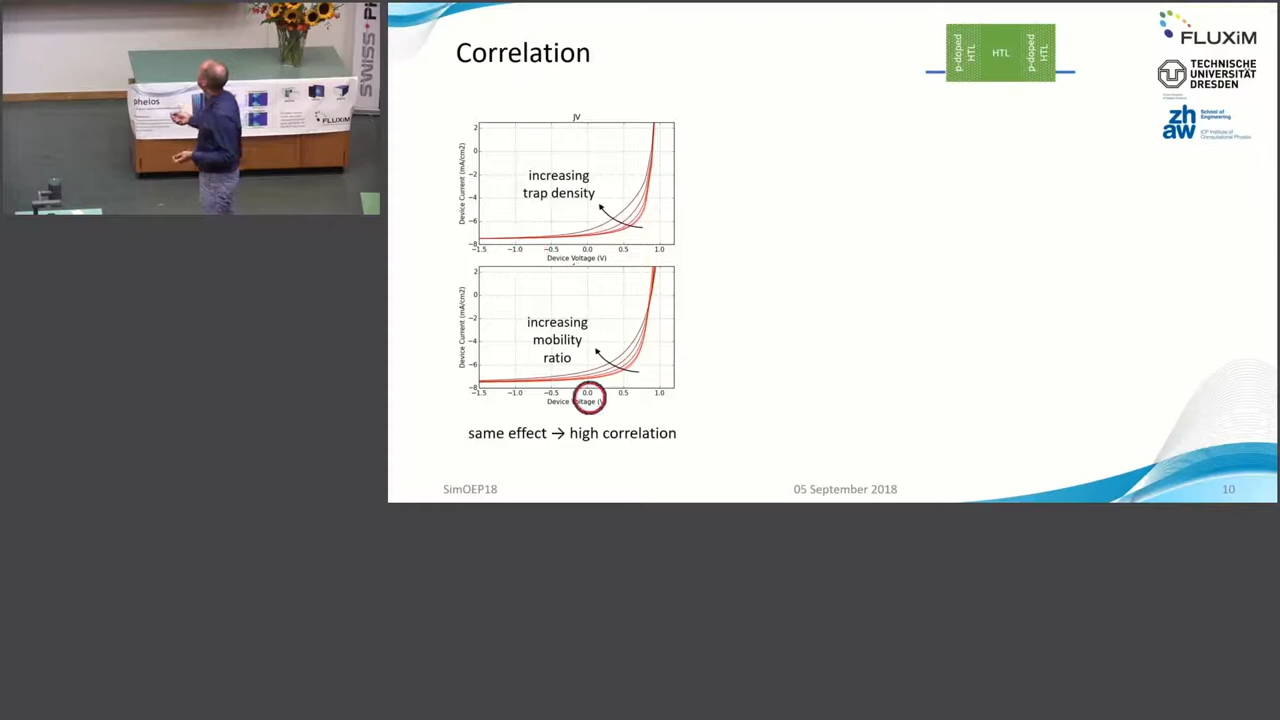 Correlation
p-doped
HTL
HTL
p-doped
HTL
FLUXiM
TECHNISCHE
UNIVERSITÄT
DRESDEN
zh
aw
School of
Engineering
ICP Institute of
Computational Physics
SWISS
phelos
FLUXiM
JV
Device Current (mA/cm2)
2
0
−2
−4
−6
−8
increasing
trap density
−1.5 −1.0 −0.5 0.0 0.5 1.0
Device Voltage (V)
Device Current (mA/cm2)
2
0
−2
−4
−6
−8
increasing
mobility
ratio
−1.5 −1.0 −0.5 0.0 0.5 1.0
Device Voltage (V)
same effect → high correlation
SimOEP18
05 September 2018
10